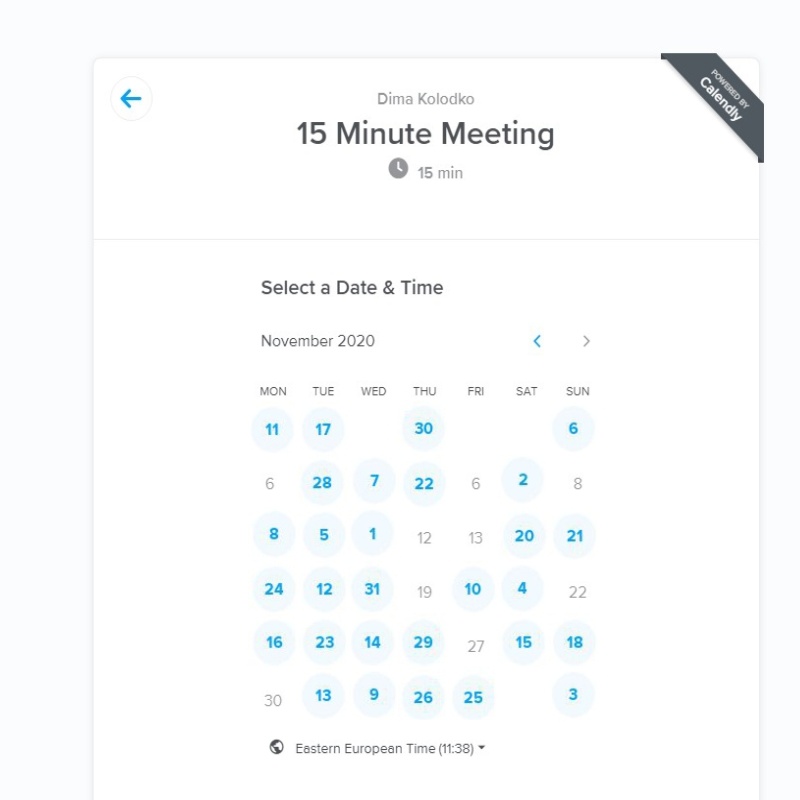 POWERED BY
Calendly
Dima Kolodko
15 Minute Meeting
15 min
Select a Date & Time
November 2020
MON TUE WED THU FRI SAT SUN
11 17 30 6
6 28 7 22 6 2 8
8 5 1 12 13 20 21
24 12 31 19 10 4 22
16 23 14 29 27 15 18
30 13 9 26 25 3
Eastern European Time (11:38)